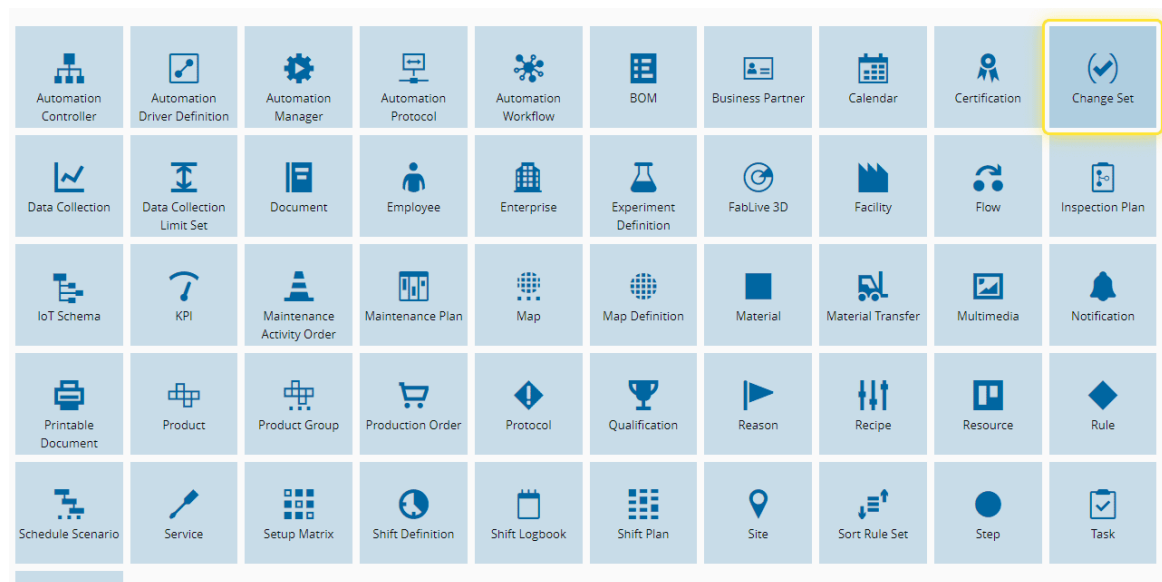 Automation
Controller
Automation
Driver Definition
Automation
Manager
Automation
Protocol
Automation
Workflow
BOM
Business Partner
Calendar
Certification
Change Set
Data Collection
Data Collection
Limit Set
Document
Employee
Enterprise
Experiment
Definition
FabLive 3D
Facility
Flow
Inspection Plan
IoT Schema
KPI
Maintenance
Activity Order
Maintenance Plan
Map
Map Definition
Material
Material Transfer
Multimedia
Notification
Printable
Document
Product
Product Group
Production Order
Protocol
Qualification
Reason
Recipe
Resource
Rule
Schedule Scenario
Service
Setup Matrix
Shift Definition
Shift Logbook
Shift Plan
Site
Sort Rule Set
Step
Task